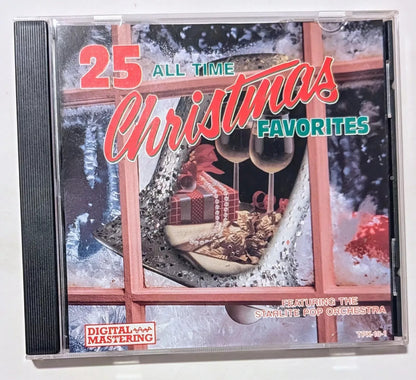 25 ALL TIME
Christmas
FAVORITES
FEATURING THE
STARLITE POP ORCHESTRA
DIGITAL
MASTERING